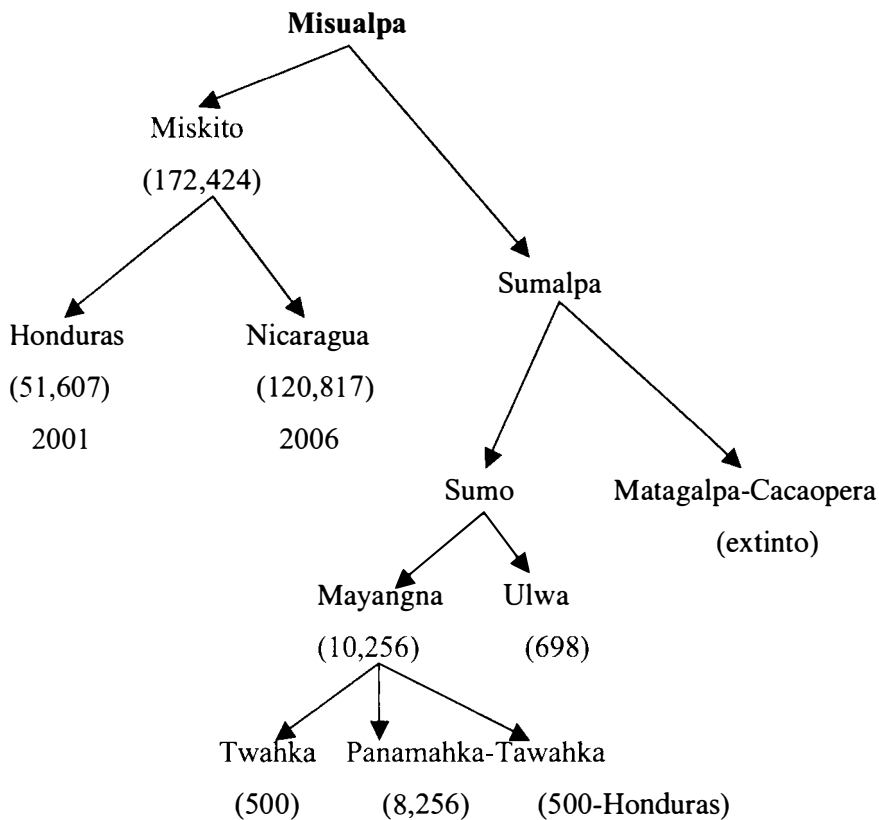 Misualpa
Miskito
(172,424)
Sumalpa
Honduras Nicaragua
(51,607) (120,817)
2001 2006
Sumo Matagalpa-Cacaopera
(extinto)
Mayangna Ulwa
(10,256) (698)
Twahka Panamahka-Tawahka
(500) (8,256) (500-Honduras)